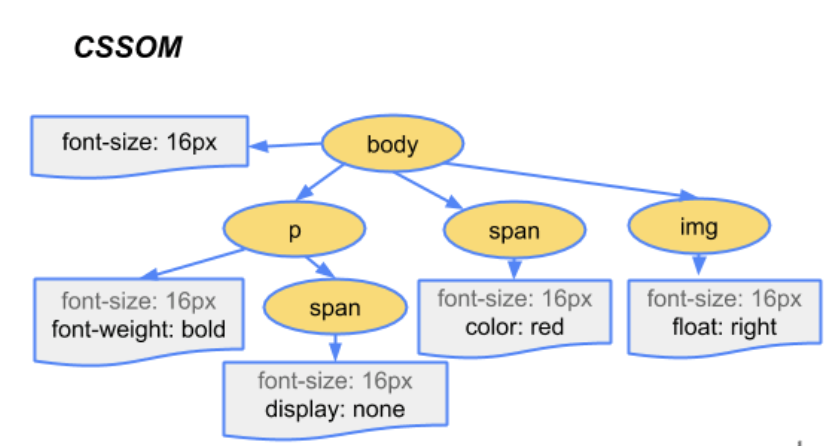 CSSOM
font-size: 16px
body
p
span
img
font-size: 16px
font-weight: bold
span
font-size: 16px
color: red
font-size: 16px
float: right
font-size: 16px
display: none